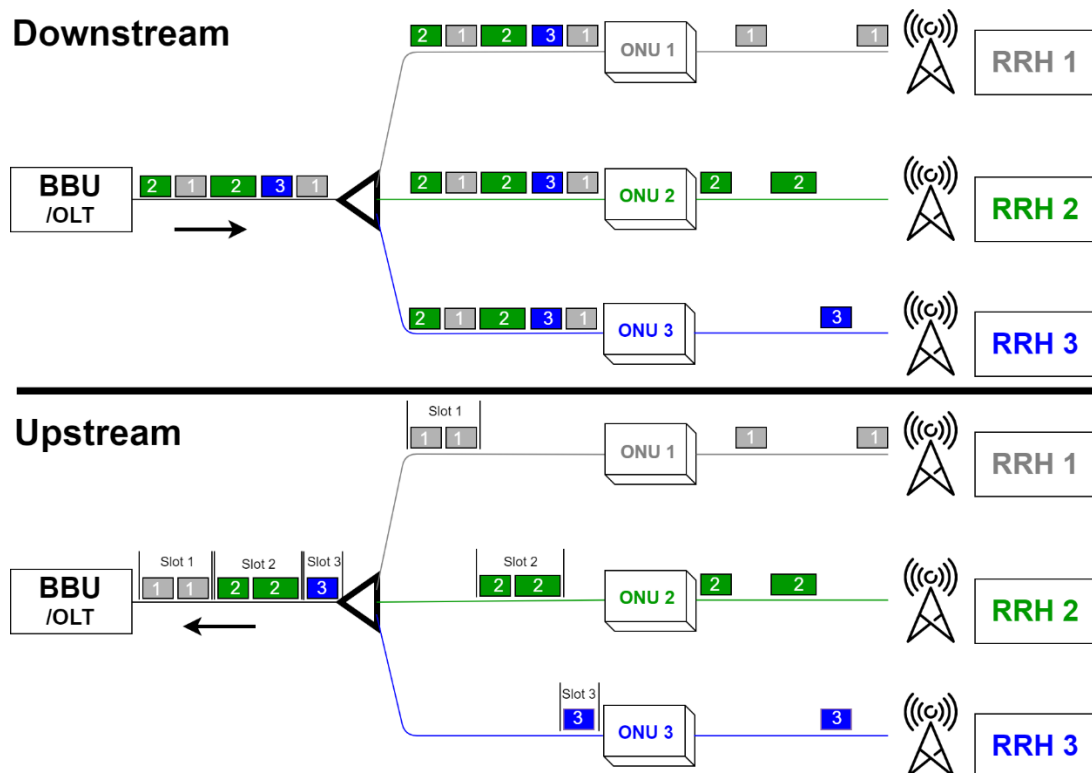 Downstream
2 1 2 3 1
ONU 1
1 1
RRH 1
BBU
/OLT
2 1 2 3 1
2 1 2 3 1
ONU 2
2 2
RRH 2
2 1 2 3 1
ONU 3
3
RRH 3
Upstream
Slot 1
1 1
ONU 1
1 1
RRH 1
BBU
/OLT
Slot 1 Slot 2 Slot 3
1 1 2 2 3
Slot 2
2 2
ONU 2
2 2
RRH 2
Slot 3
3
ONU 3
3
RRH 3